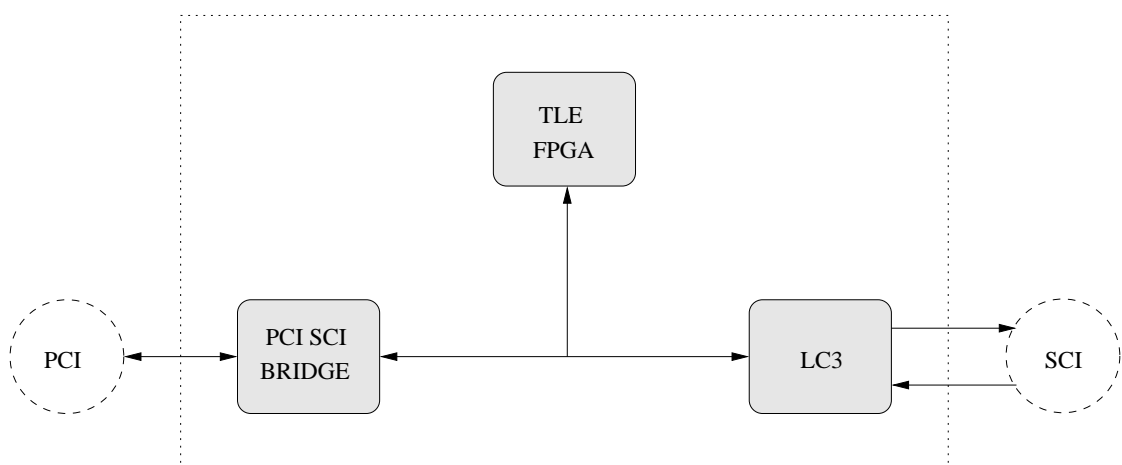 TLE
FPGA
PCI
PCI SCI
BRIDGE
LC3
SCI